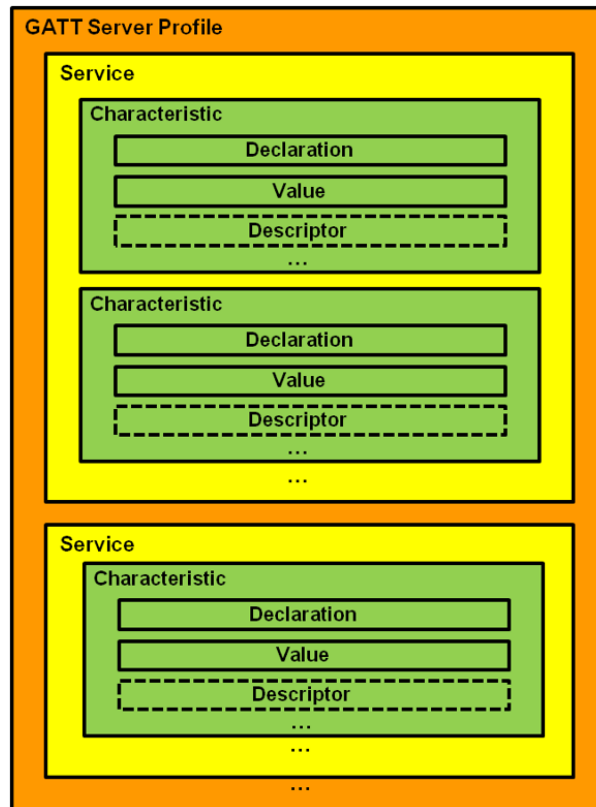 GATT Server Profile
Service
Characteristic
Declaration
Value
Descriptor
...
Characteristic
Declaration
Value
Descriptor
...
...
Service
Characteristic
Declaration
Value
Descriptor
...
...
...